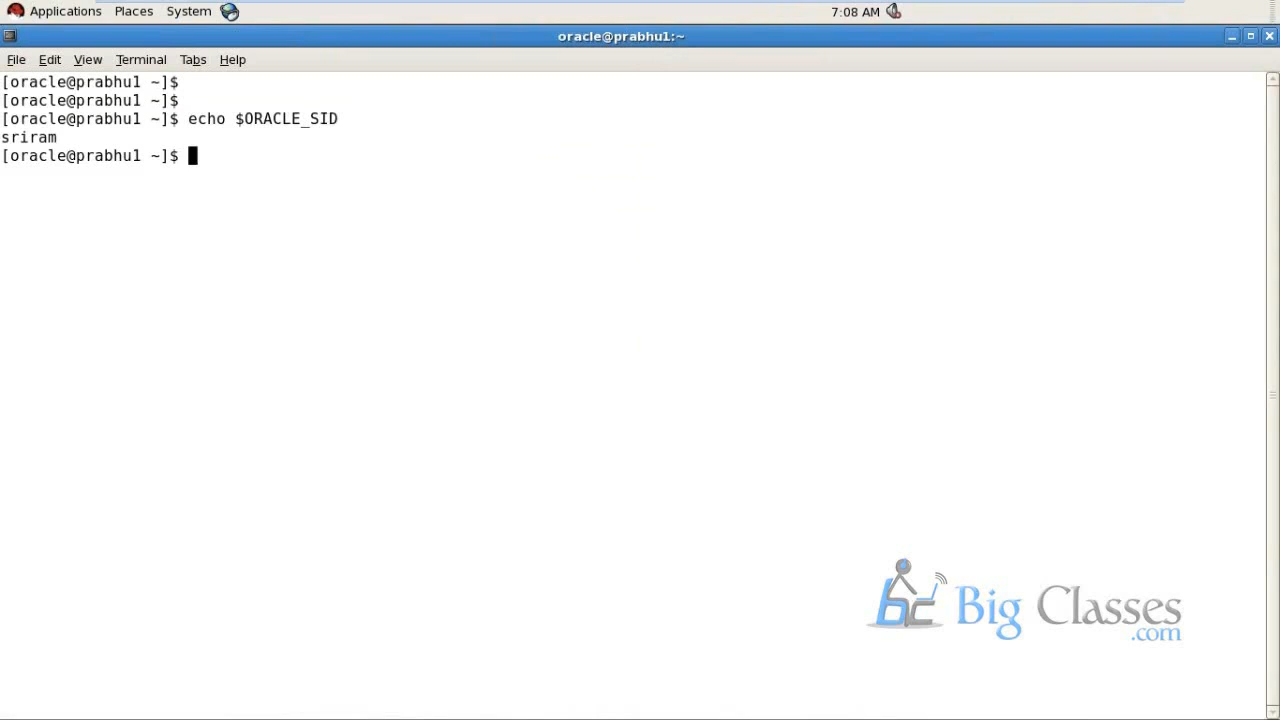 Applications Places System 7:08 AM
oracle@prabhu1:~
File Edit View Terminal Tabs Help
[oracle@prabhu1 ~]$
[oracle@prabhu1 ~]$
[oracle@prabhu1 ~]$ echo $ORACLE_SID
sriram
[oracle@prabhu1 ~]$
bc Big Classes
.com